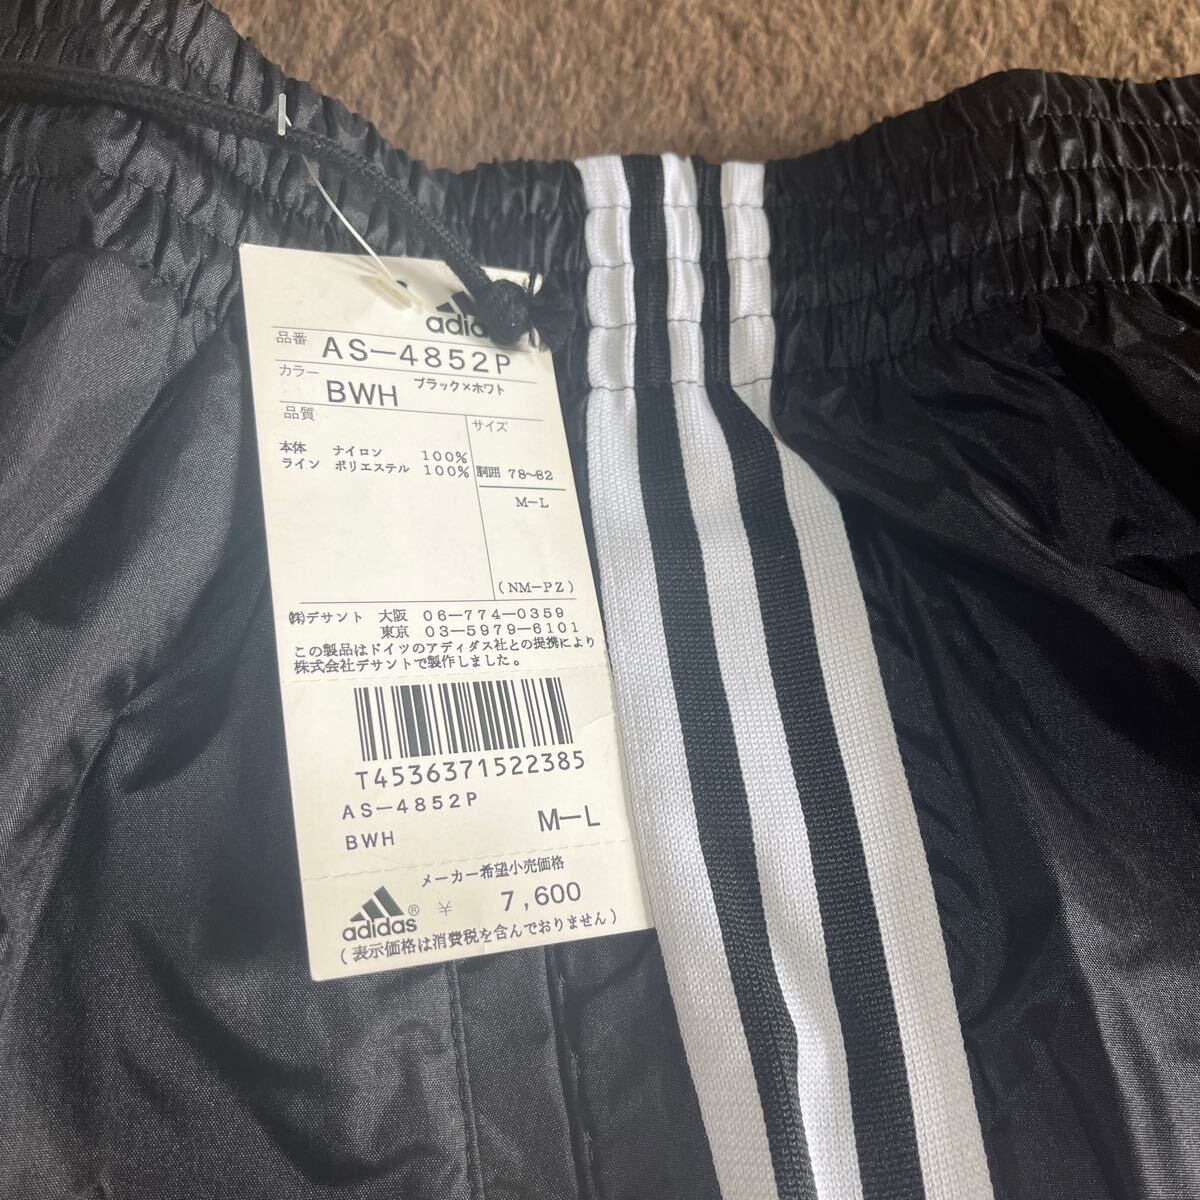 adidas
品番 AS-4852P
カラー BWH ブラック×ホワト
品質
サイズ
本体 ナイロン 100%
ライン ポリエステル 100%
胴囲 78〜82
M-L
(NM-PZ)
㈱デサント 大阪 06-774-0359
東京 03-5979-6101
この製品はドイツのアディダス社との提携により
株式会社デサントで製作しました。
T4536371522385
AS-4852P
BWH M-L
メーカー希望小売価格
adidas® ¥ 7,600
(表示価格は消費税を含んでおりません)